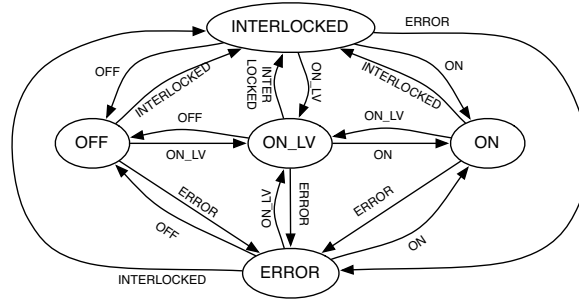 INTERLOCKED
ERROR
OFF
ON_LV
ON
INTERLOCKED
INTER
LOCKED
INTERLOCKED
OFF
ON_LV
OFF
ON_LV
ON
ON_LV
ON
ERROR
ON_LV
ERROR
ERROR
OFF
ON
INTERLOCKED
ERROR